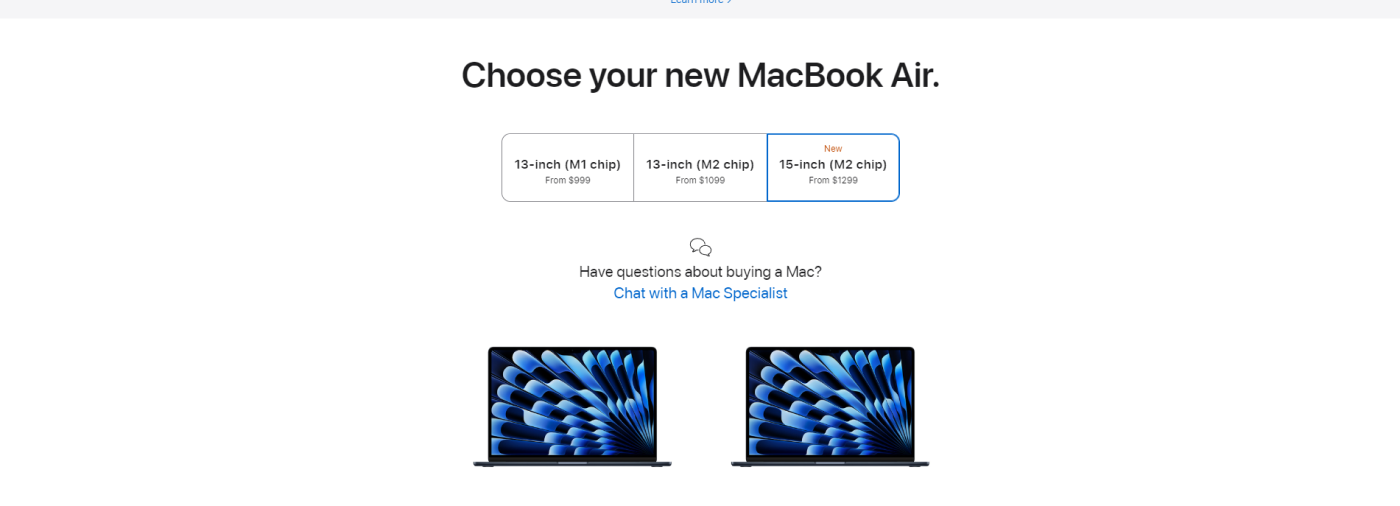 Learn more >
Choose your new MacBook Air.
13-inch (M1 chip)
From $999
13-inch (M2 chip)
From $1099
New
15-inch (M2 chip)
From $1299
Have questions about buying a Mac?
Chat with a Mac Specialist